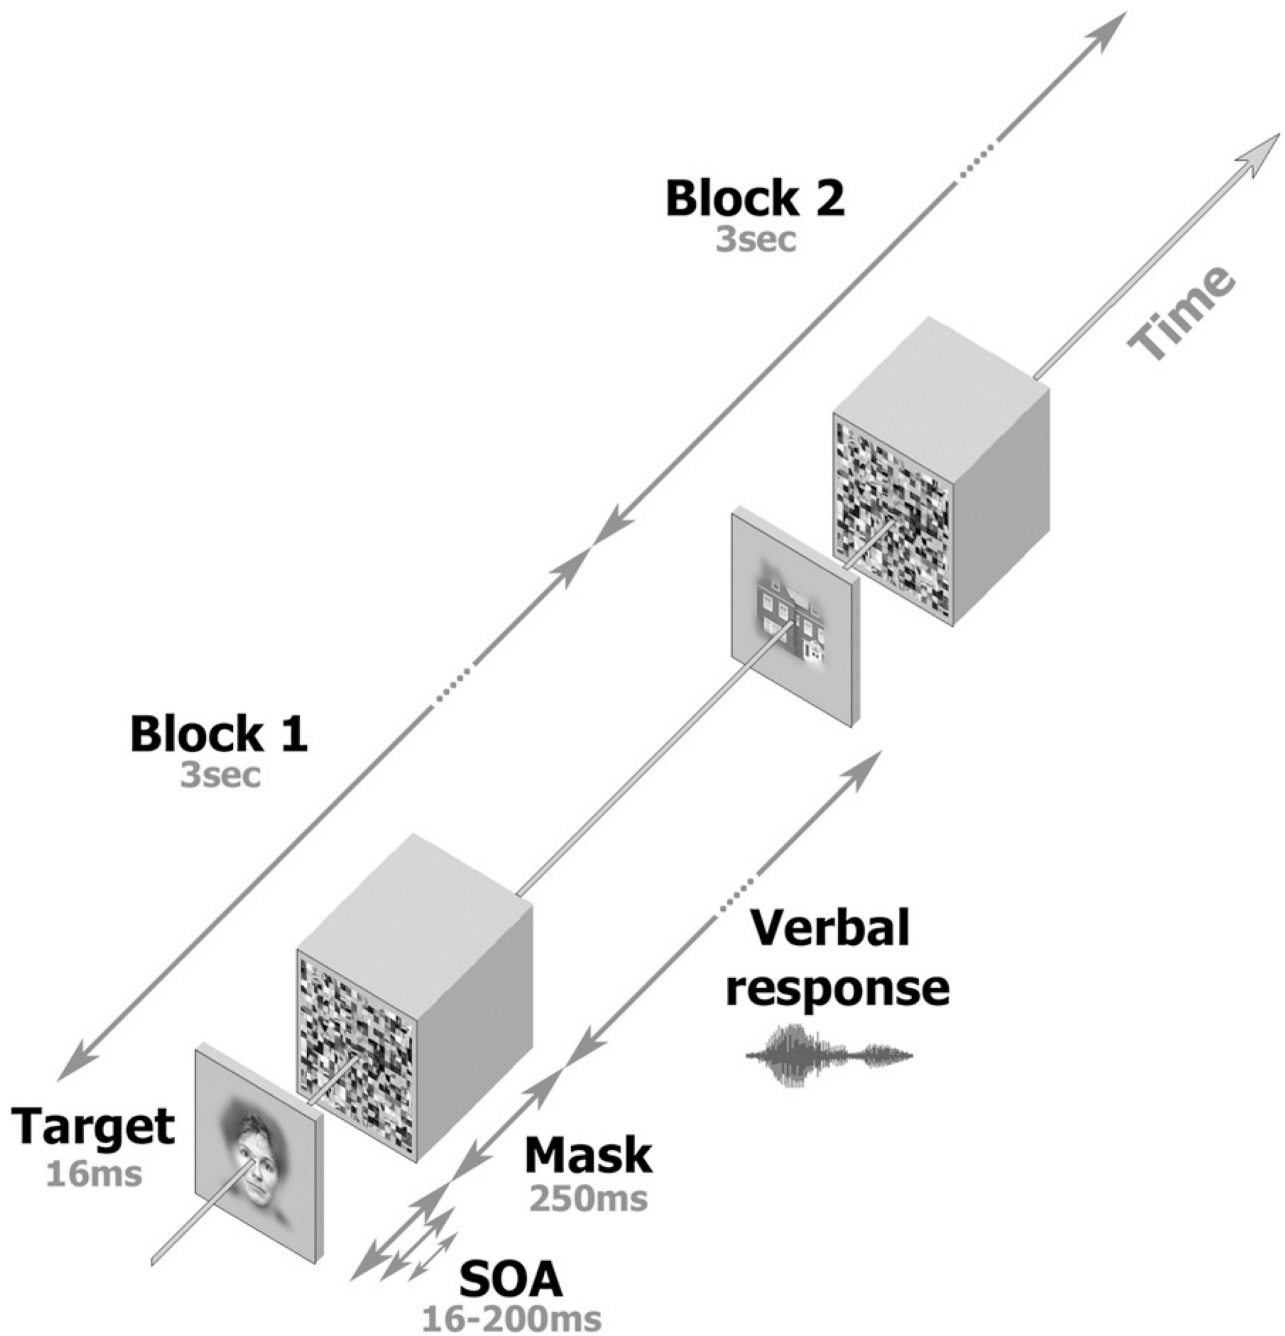 Block 2
3sec
Time
Block 1
3sec
Verbal
response
Target
16ms
Mask
250ms
SOA
16-200ms